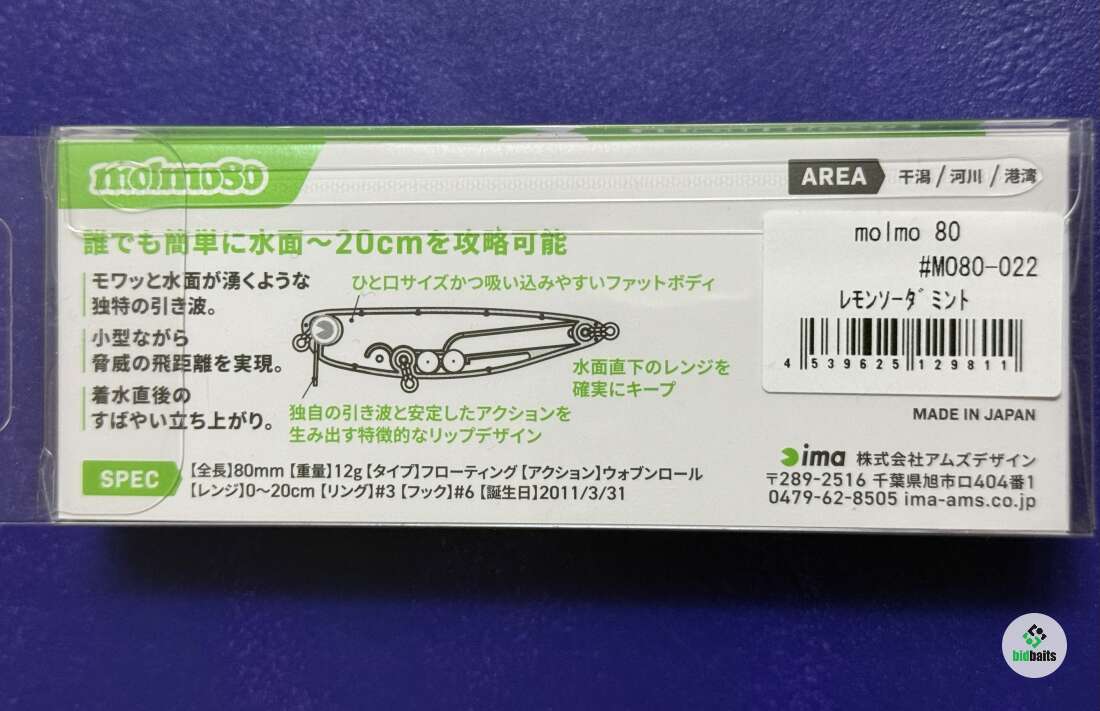 molmo80
AREA 干潟/河川/港湾
誰でも簡単に水面～20cmを攻略可能
モワッと水面が湧くような
独特の引き波。
小型ながら
脅威の飛距離を実現。
着水直後の
すばやい立ち上がり。
ひと口サイズかつ吸い込みやすいファットボディ
水面直下のレンジを
確実にキープ
独自の引き波と安定したアクションを
生み出す特徴的なリップデザイン
molmo 80
#MO80-022
レモンソーダミント
4 539625 129811
MADE IN JAPAN
SPEC
【全長】80mm【重量】12g【タイプ】フローティング【アクション】ウォブンロール
【レンジ】0～20cm【リング】#3【フック】#6【誕生日】2011/3/31
ima 株式会社アムズデザイン
〒289-2516 千葉県旭市ロ404番1
0479-62-8505 ima-ams.co.jp
bidbaits